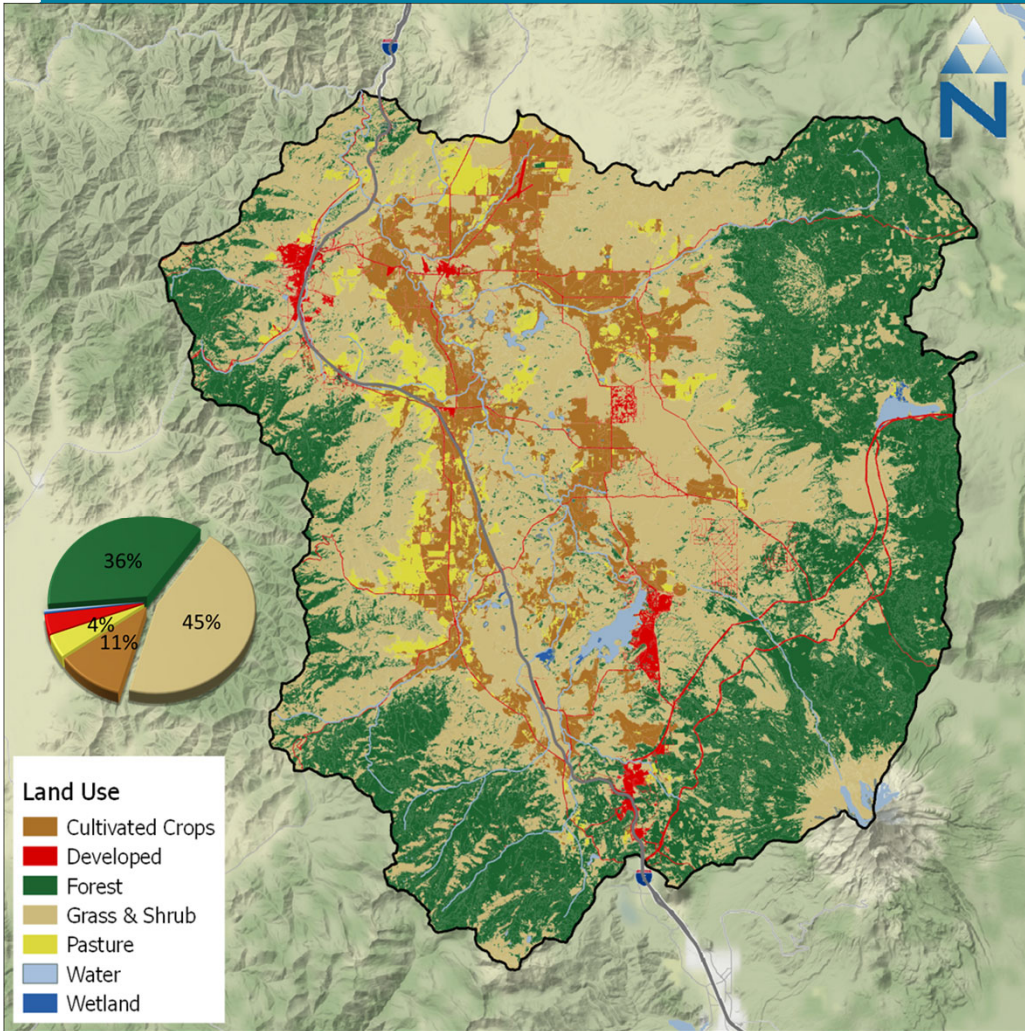 N
36%
45%
4%
11%
Land Use
Cultivated Crops
Developed
Forest
Grass & Shrub
Pasture
Water
Wetland